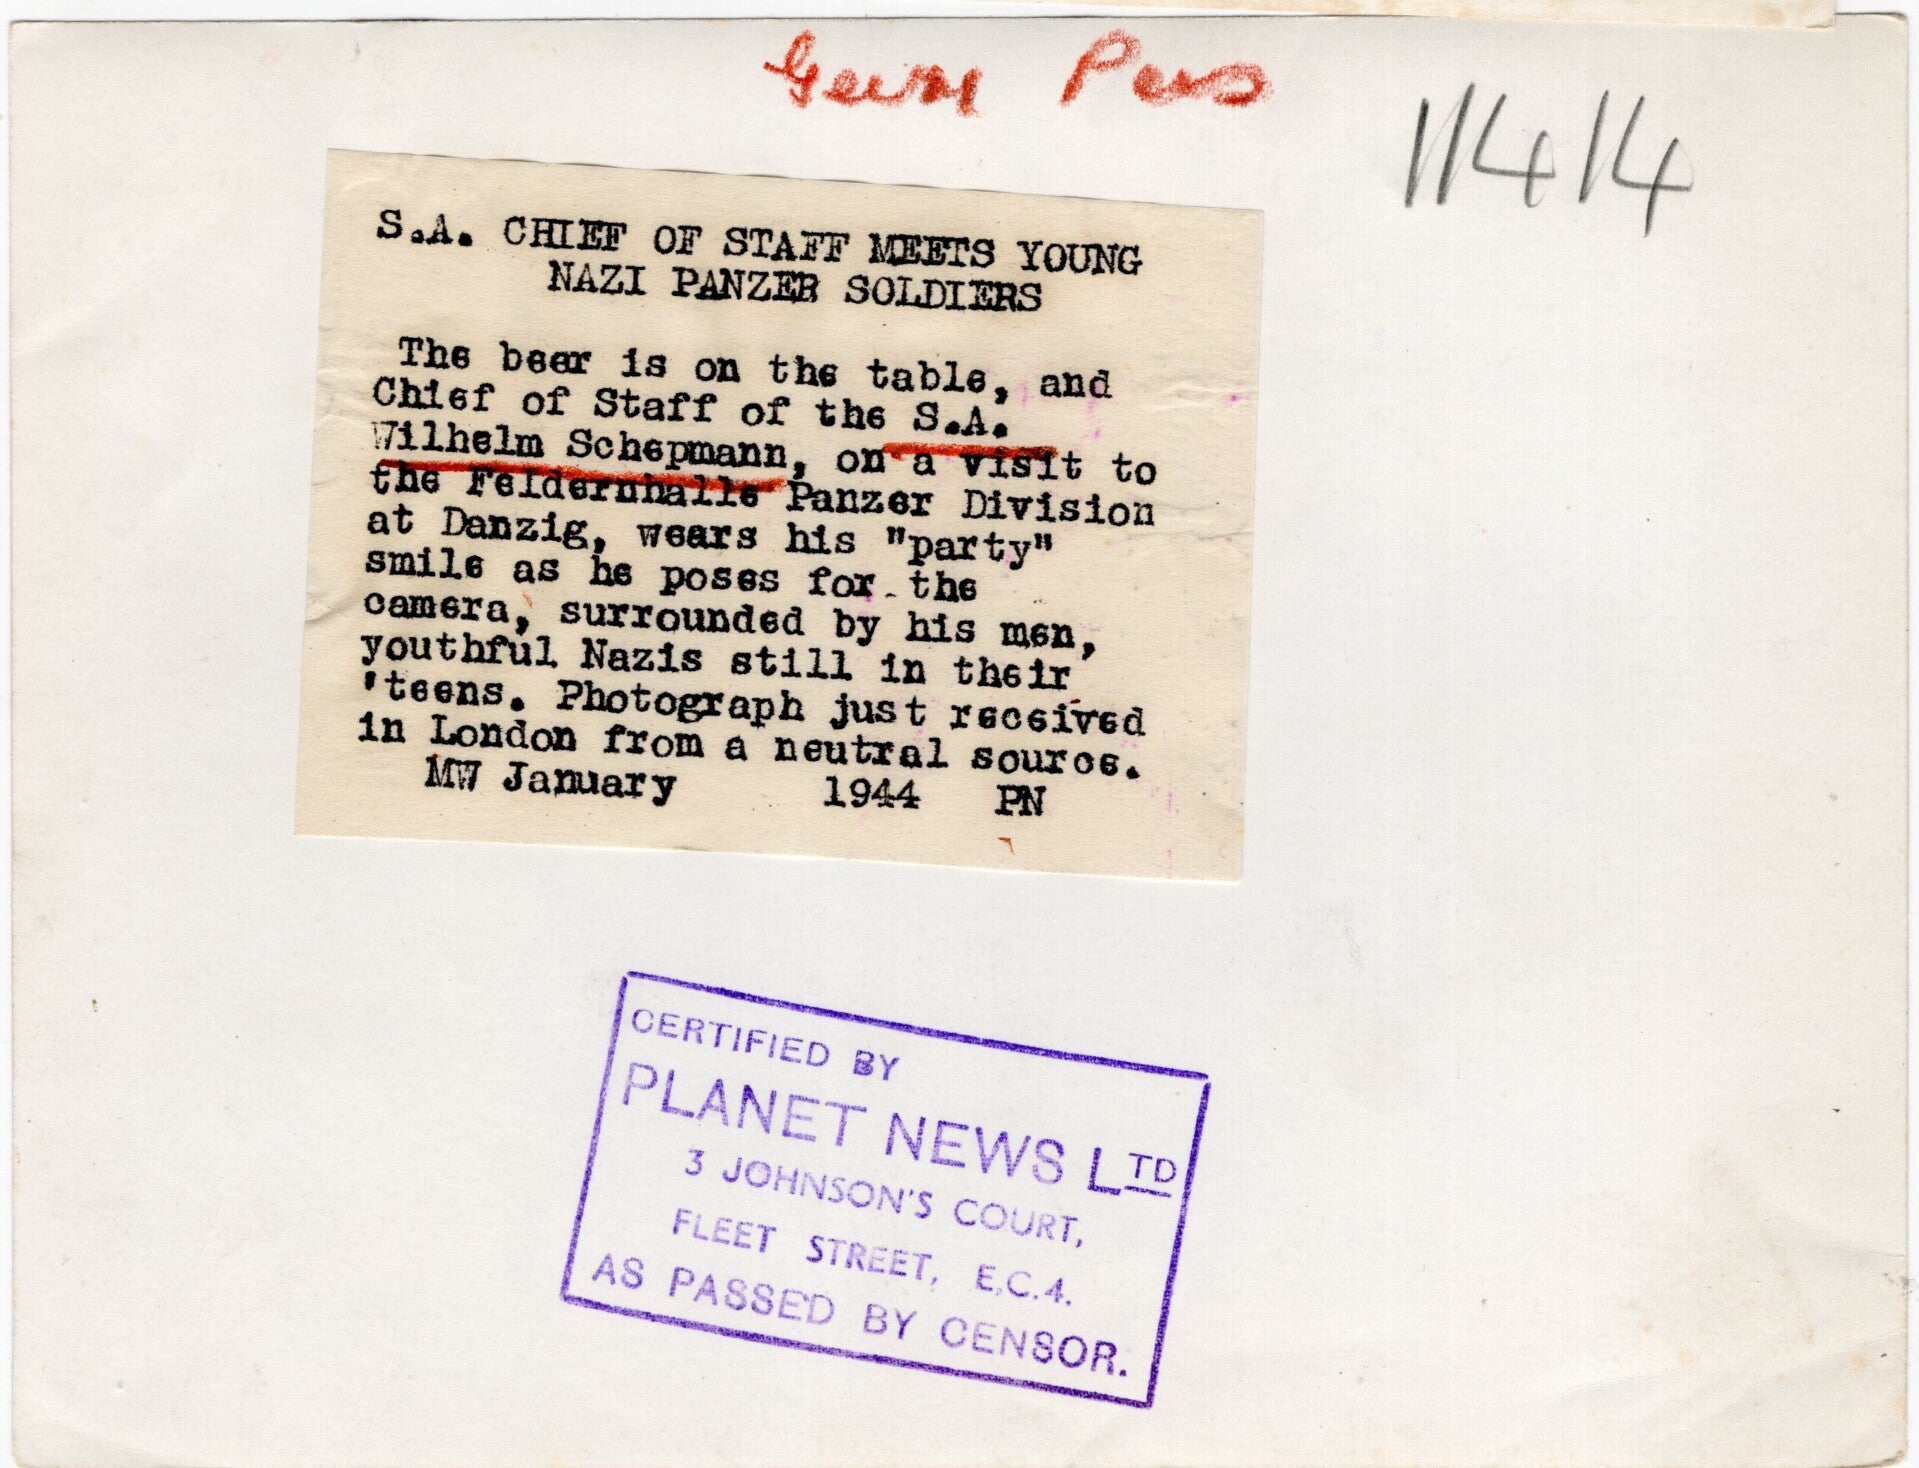 Germ Pers
11414
S.A. CHIEF OF STAFF MEETS YOUNG
NAZI PANZER SOLDIERS
The beer is on the table, and
Chief of Staff of the S.A.
Wilhelm Schepmann, on a visit to
the Feldernhalle Panzer Division
at Danzig, wears his "party"
smile as he poses for the
camera, surrounded by his men,
youthful Nazis still in their
'teens. Photograph just received
in London from a neutral source.
MW January 1944 PN
CERTIFIED BY
PLANET NEWS LTD
3 JOHNSON'S COURT,
FLEET STREET, E.C.4.
AS PASSED BY CENSOR.